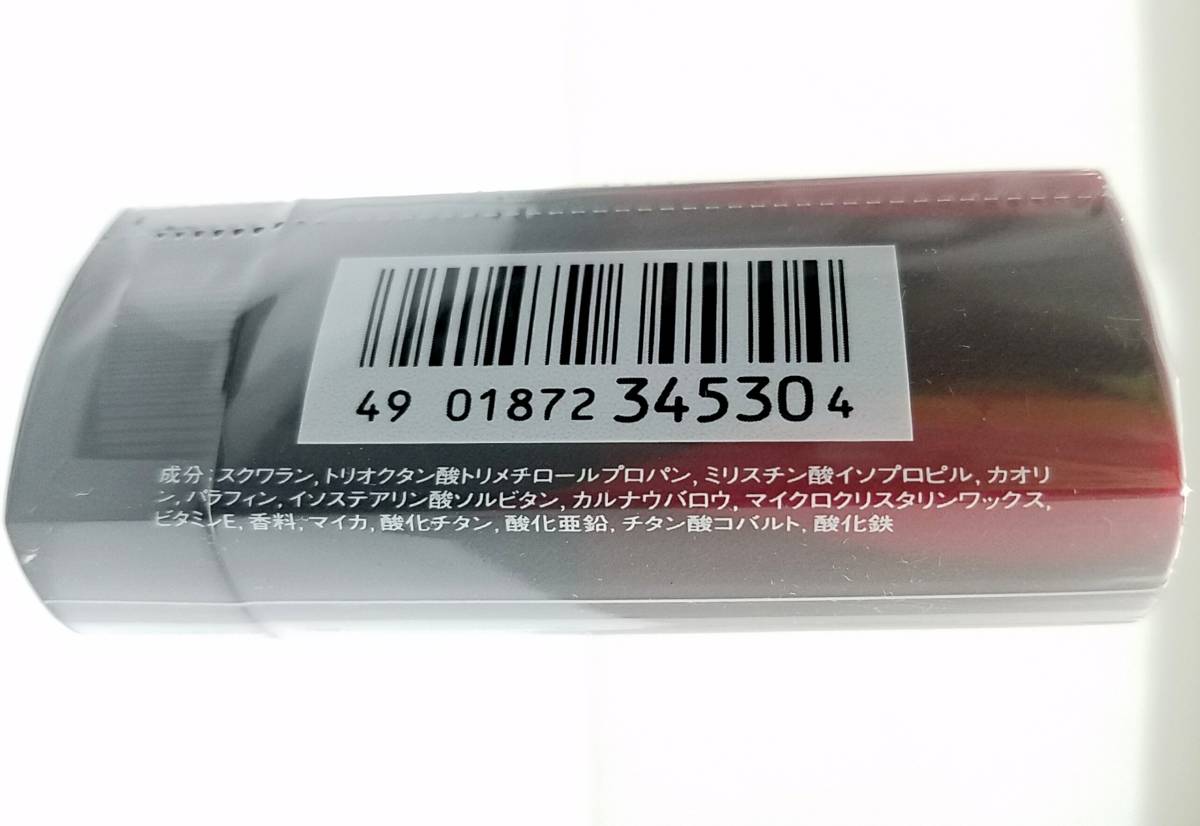 49 01872 345304
成分:スクワラン,トリオクタン酸トリメチロールプロパン,ミリスチン酸イソプロピル,カオリ
ン,パラフィン,イソステアリン酸ソルビタン,カルナウバロウ,マイクロクリスタリンワックス,
ビタミンE,香料,マイカ,酸化チタン,酸化亜鉛,チタン酸コバルト,酸化鉄